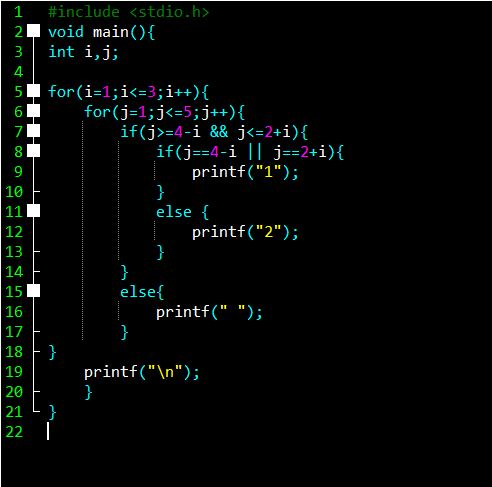 1 #include <stdio.h>
2 void main(){
3 int i,j;
4
5 for(i=1;i<=3;i++){
6     for(j=1;j<=5;j++){
7         if(j>=4-i && j<=2+i){
8             if(j==4-i || j==2+i){
9                 printf("1");
10             }
11             else {
12                 printf("2");
13             }
14         }
15         else{
16             printf(" ");
17         }
18 }
19     printf("\n");
20     }
21 }
22